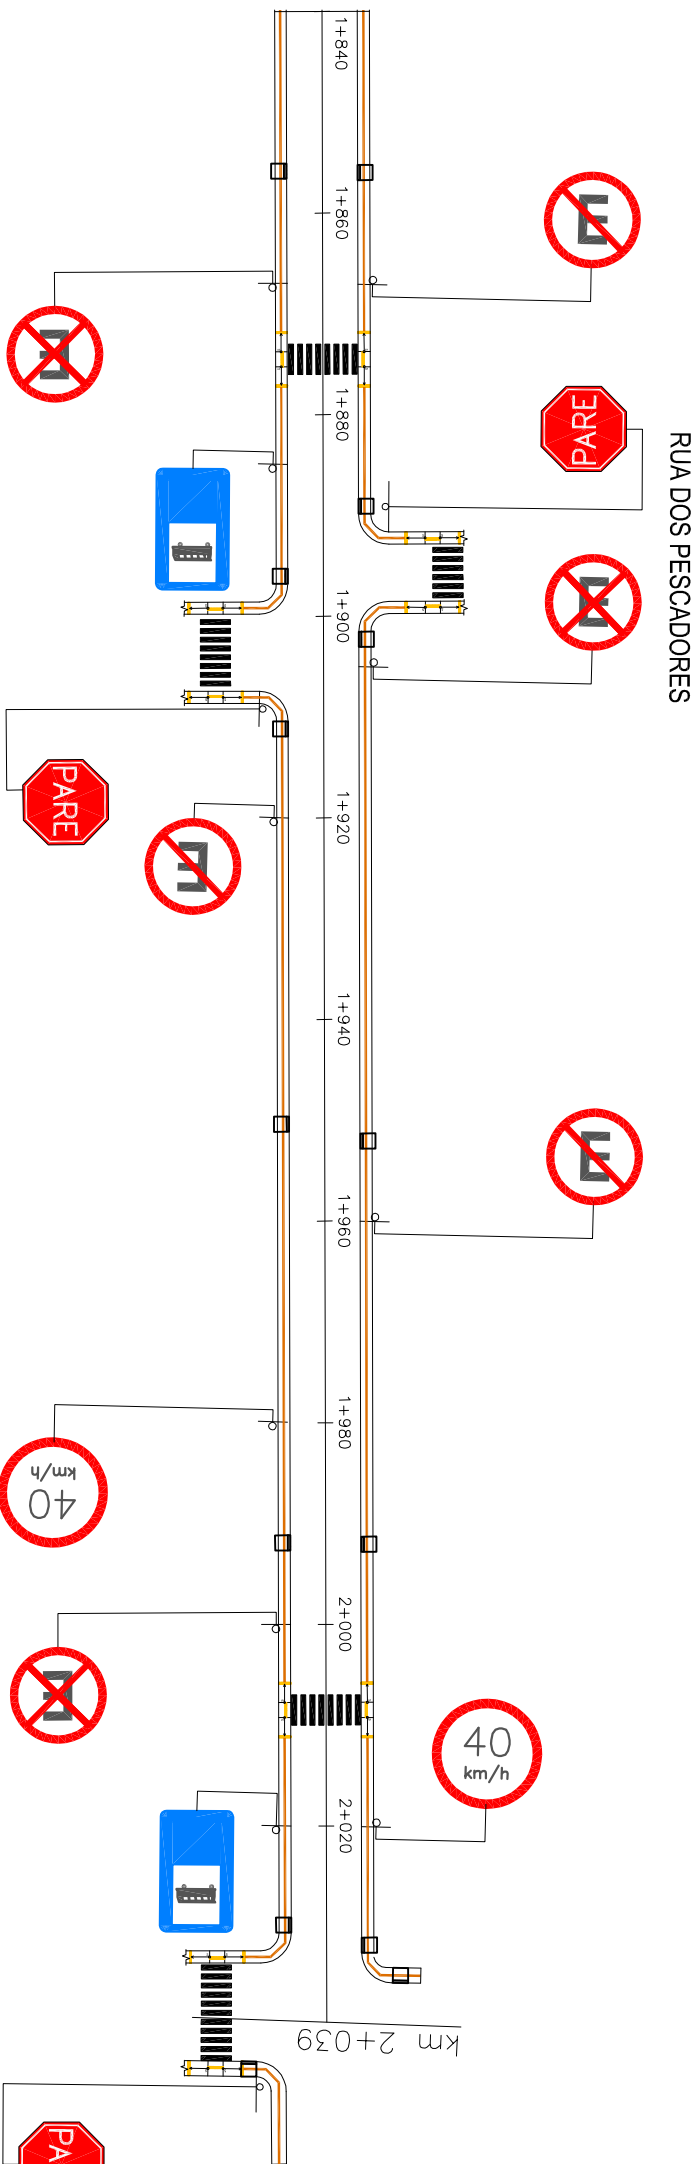 1+840
E
1+860
E
1+880
PARE
RUA DOS PESCADORES
E
1+900
PARE
1+920
E
1+940
E
1+960
1+980
40
km/h
2+000
E
40
km/h
2+020
km 2+039
PA